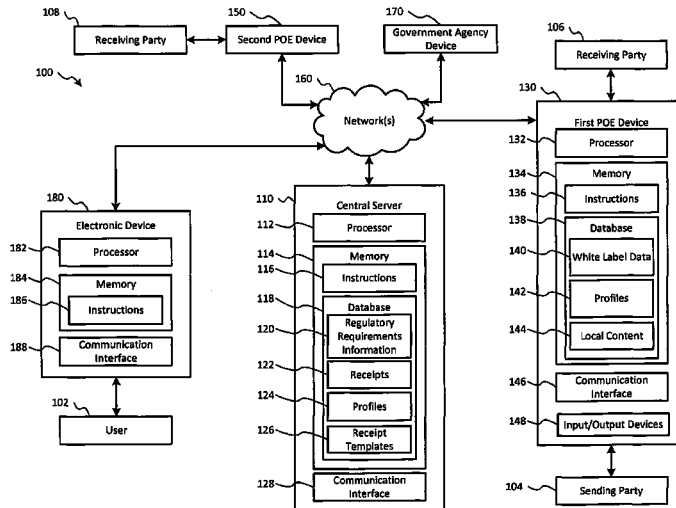 108
Receiving Party
150
Second POE Device
170
Government Agency
Device
106
Receiving Party
100
160
Network(s)
130
First POE Device
132
Processor
134
Memory
136
Instructions
138
Database
140
White Label Data
142
Profiles
144
Local Content
146
Communication
Interface
148
Input/Output Devices
104
Sending Party
180
Electronic Device
182
Processor
184
Memory
186
Instructions
188
Communication
Interface
102
User
110
Central Server
112
Processor
114
Memory
116
Instructions
118
Database
120
Regulatory
Requirements
Information
122
Receipts
124
Profiles
126
Receipt
Templates
128
Communication
Interface